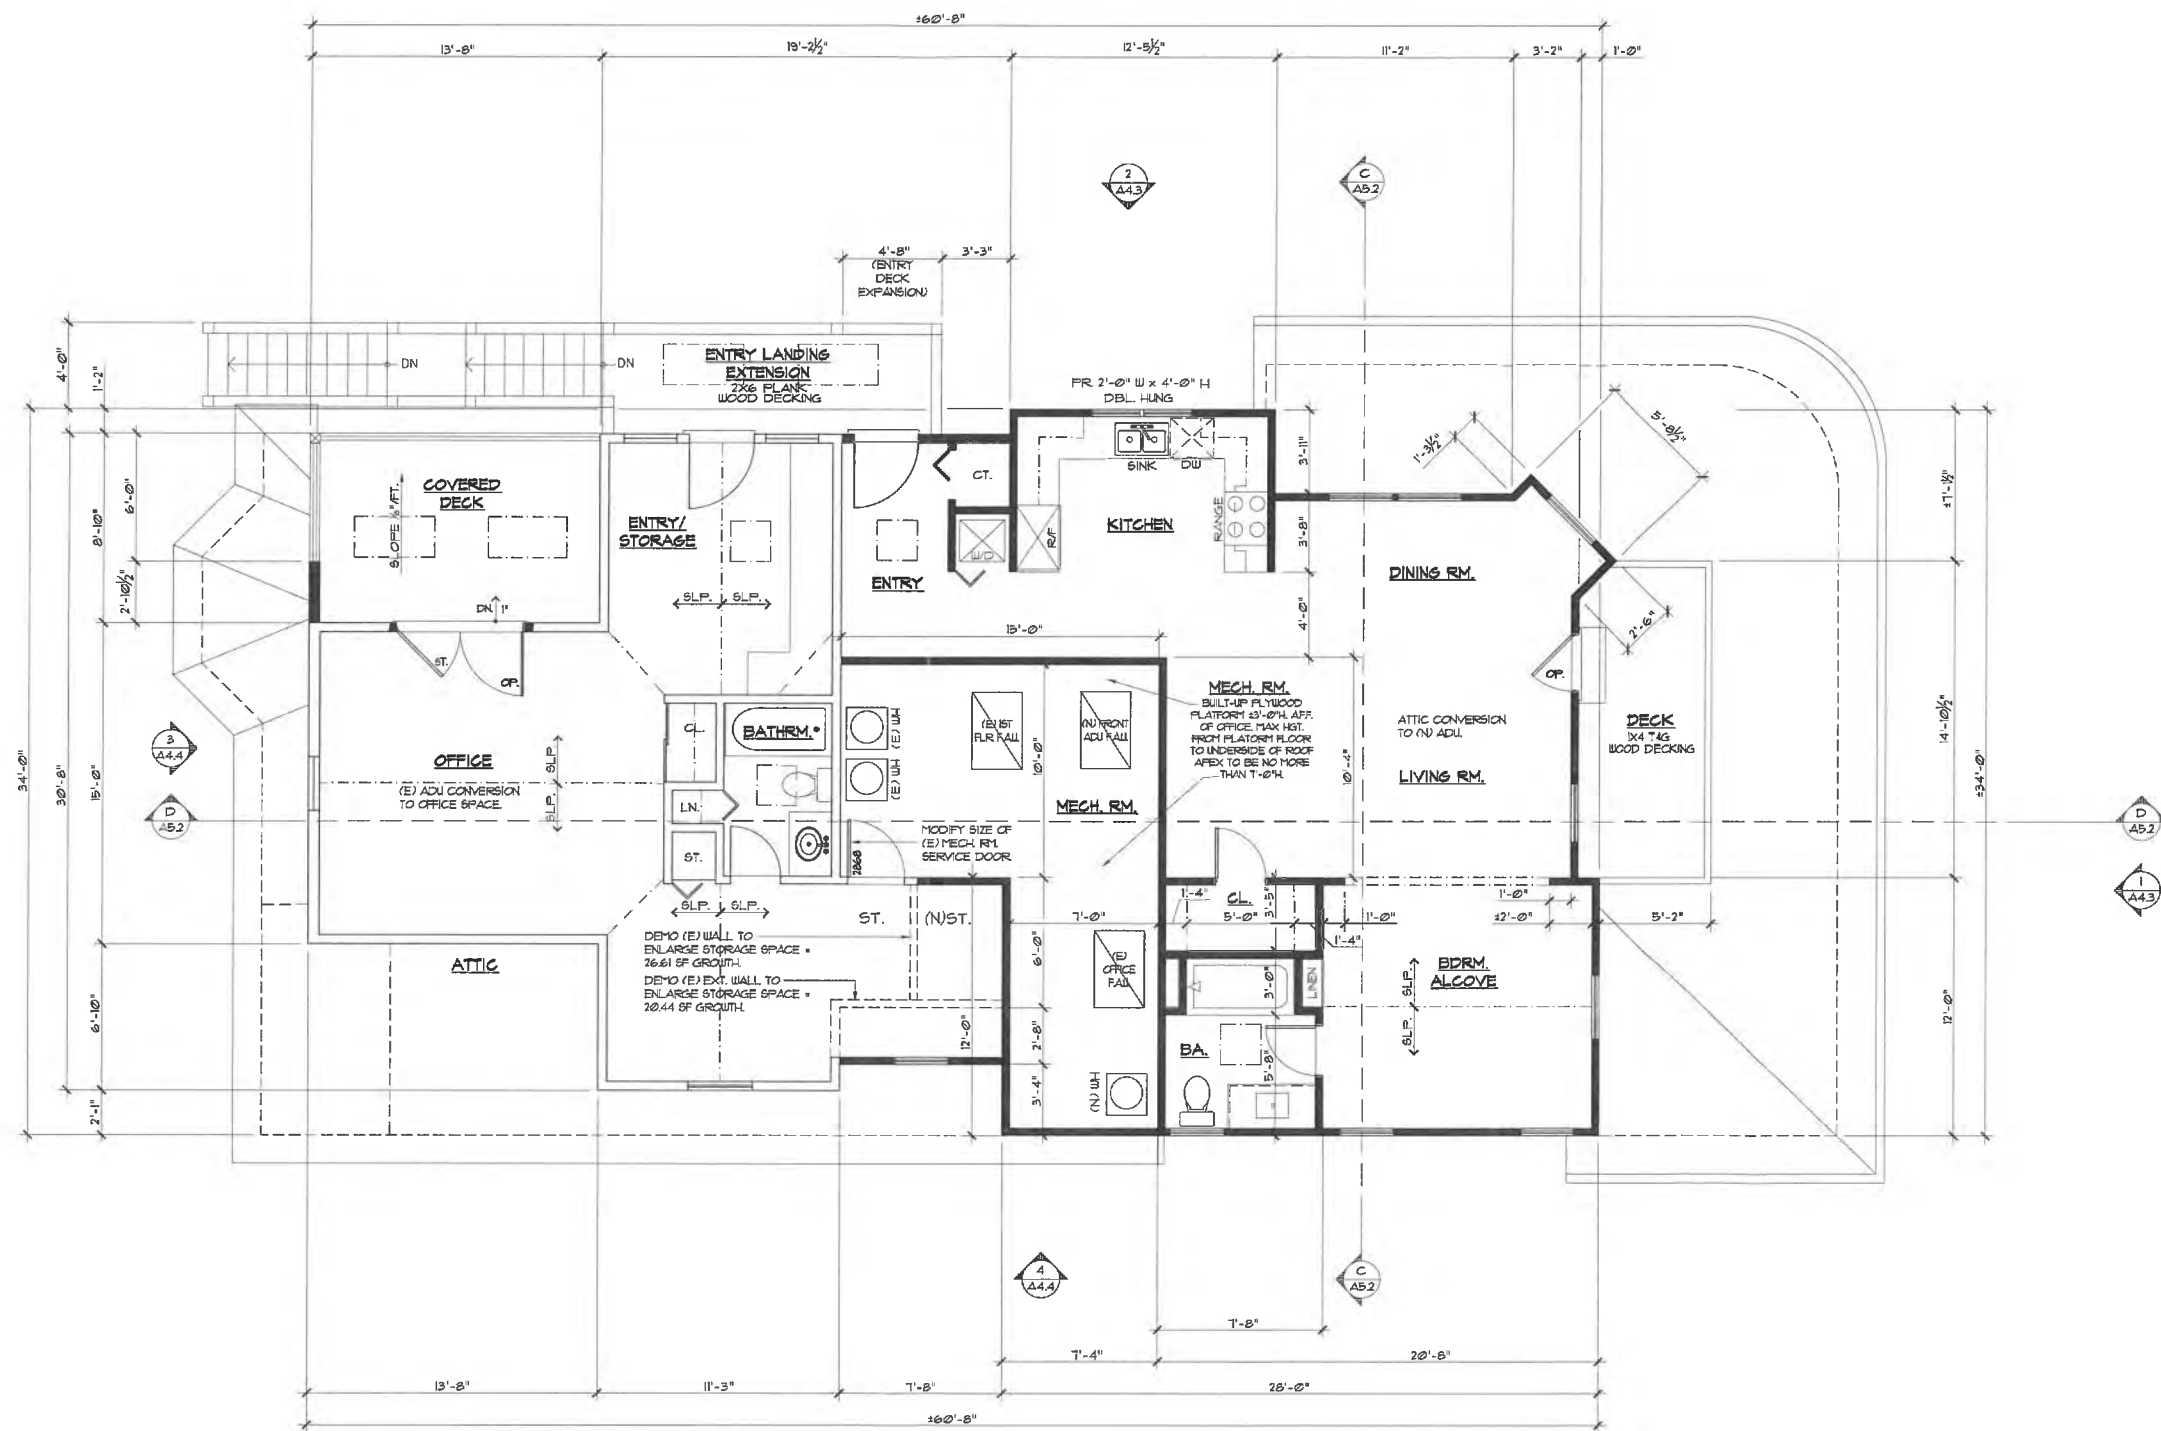 ±60'-8"
13'-8"
19'-2½"
12'-5½"
11'-2"
3'-2"
1'-0"
2
A4.3
C
A5.2
4'-8"
(ENTRY
DECK
EXPANSION)
3'-3"
4'-0"
1'-2"
DN
DN
ENTRY LANDING
EXTENSION
2X6 PLANK
WOOD DECKING
PR. 2'-0" W x 4'-0" H
DBL. HUNG
5'-8½"
1'-3½"
3'-11"
SINK
DW
CT.
COVERED
DECK
SLOPE ⅛"/FT.
6'-0"
8'-10"
2'-10½"
ENTRY/
STORAGE
W/D
R/F
KITCHEN
RANGE
3'-8"
±7'-1½"
ENTRY
DINING RM.
SLP.
SLP.
DN.
1"
15'-0"
4'-0"
2'-6"
ST.
OP.
OP.
MECH. RM.
BUILT-UP PLYWOOD
PLATFORM ±3'-0"H. AFF.
OF OFFICE. MAX HGT.
FROM PLATORM FLOOR
TO UNDERSIDE OF ROOF
APEX TO BE NO MORE
THAN 7'-0"H.
(E) 1ST
FLR FAU
(N) FRONT
ADU FAU
CL.
BATHRM.
(E) WH
(E) WH
10'-0"
10'-4"
ATTIC CONVERSION
TO (N) ADU.
DECK
1X4 T&G
WOOD DECKING
14'-10½"
3
A4.4
OFFICE
(E) ADU CONVERSION
TO OFFICE SPACE.
SLP.
SLP.
LIVING RM.
34'-0"
30'-8"
15'-0"
±34'-0"
LN.
MECH. RM.
D
A5.2
D
A5.2
MODIFY SIZE OF
(E) MECH. RM.
SERVICE DOOR
2868
ST.
1
A4.3
SLP.
SLP.
ST.
(N)ST.
7'-0"
1'-4"
CL.
5'-0"
3'-5"
1'-0"
1'-4"
1'-0"
±2'-0"
5'-2"
DEMO (E) WALL TO
ENLARGE STORAGE SPACE =
26.61 SF GROWTH.
DEMO (E) EXT. WALL TO
ENLARGE STORAGE SPACE =
20.44 SF GROWTH.
ATTIC
6'-0"
(E)
OFFICE
FAU
3'-0"
LINEN
BDRM.
ALCOVE
SLP.
SLP.
6'-10"
12'-0"
2'-8"
12'-0"
BA.
5'-8"
2'-1"
3'-4"
(N) WH
4
A4.4
C
A5.2
7'-8"
7'-4"
20'-8"
13'-8"
11'-3"
7'-8"
28'-0"
±60'-8"